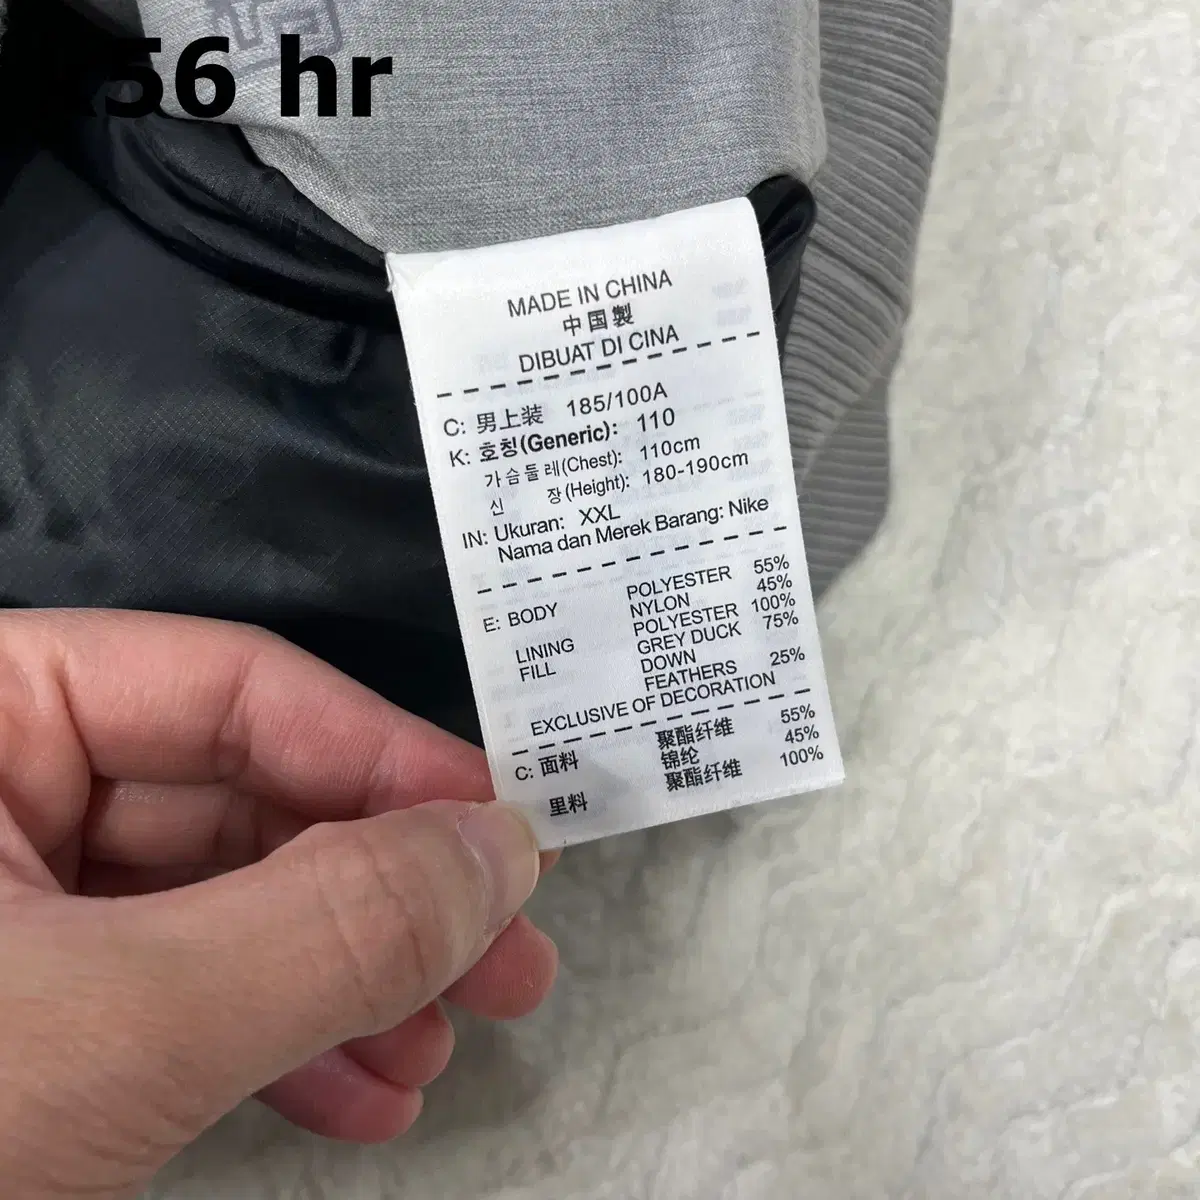 56 hr
MADE IN CHINA
中国製
DIBUAT DI CINA
C: 男上装 185/100A
K: 호칭(Generic): 110
가슴둘레(Chest): 110cm
신 장(Height): 180-190cm
IN: Ukuran: XXL
Nama dan Merek Barang: Nike
E: BODY POLYESTER 55%
NYLON 45%
LINING POLYESTER 100%
FILL GREY DUCK 75%
DOWN
FEATHERS 25%
EXCLUSIVE OF DECORATION
C: 面料 聚酯纤维 55%
锦纶 45%
里料 聚酯纤维 100%